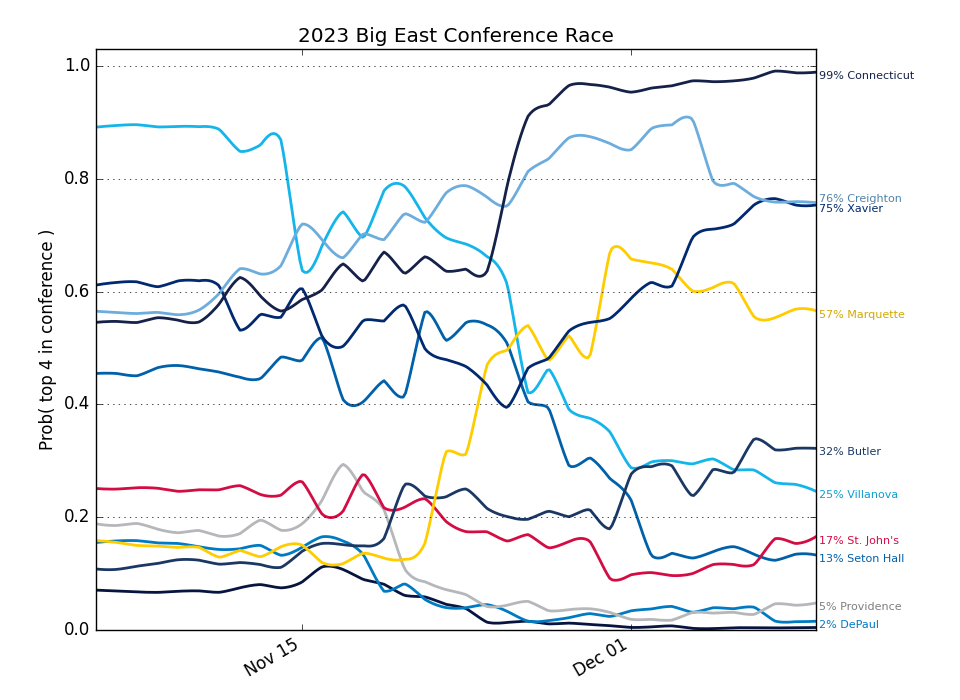 2023 Big East Conference Race
1.0
0.8
0.6
0.4
0.2
0.0
Prob( top 4 in conference )
Nov 15
Dec 01
99% Connecticut
76% Creighton
75% Xavier
57% Marquette
32% Butler
25% Villanova
17% St. John's
13% Seton Hall
5% Providence
2% DePaul